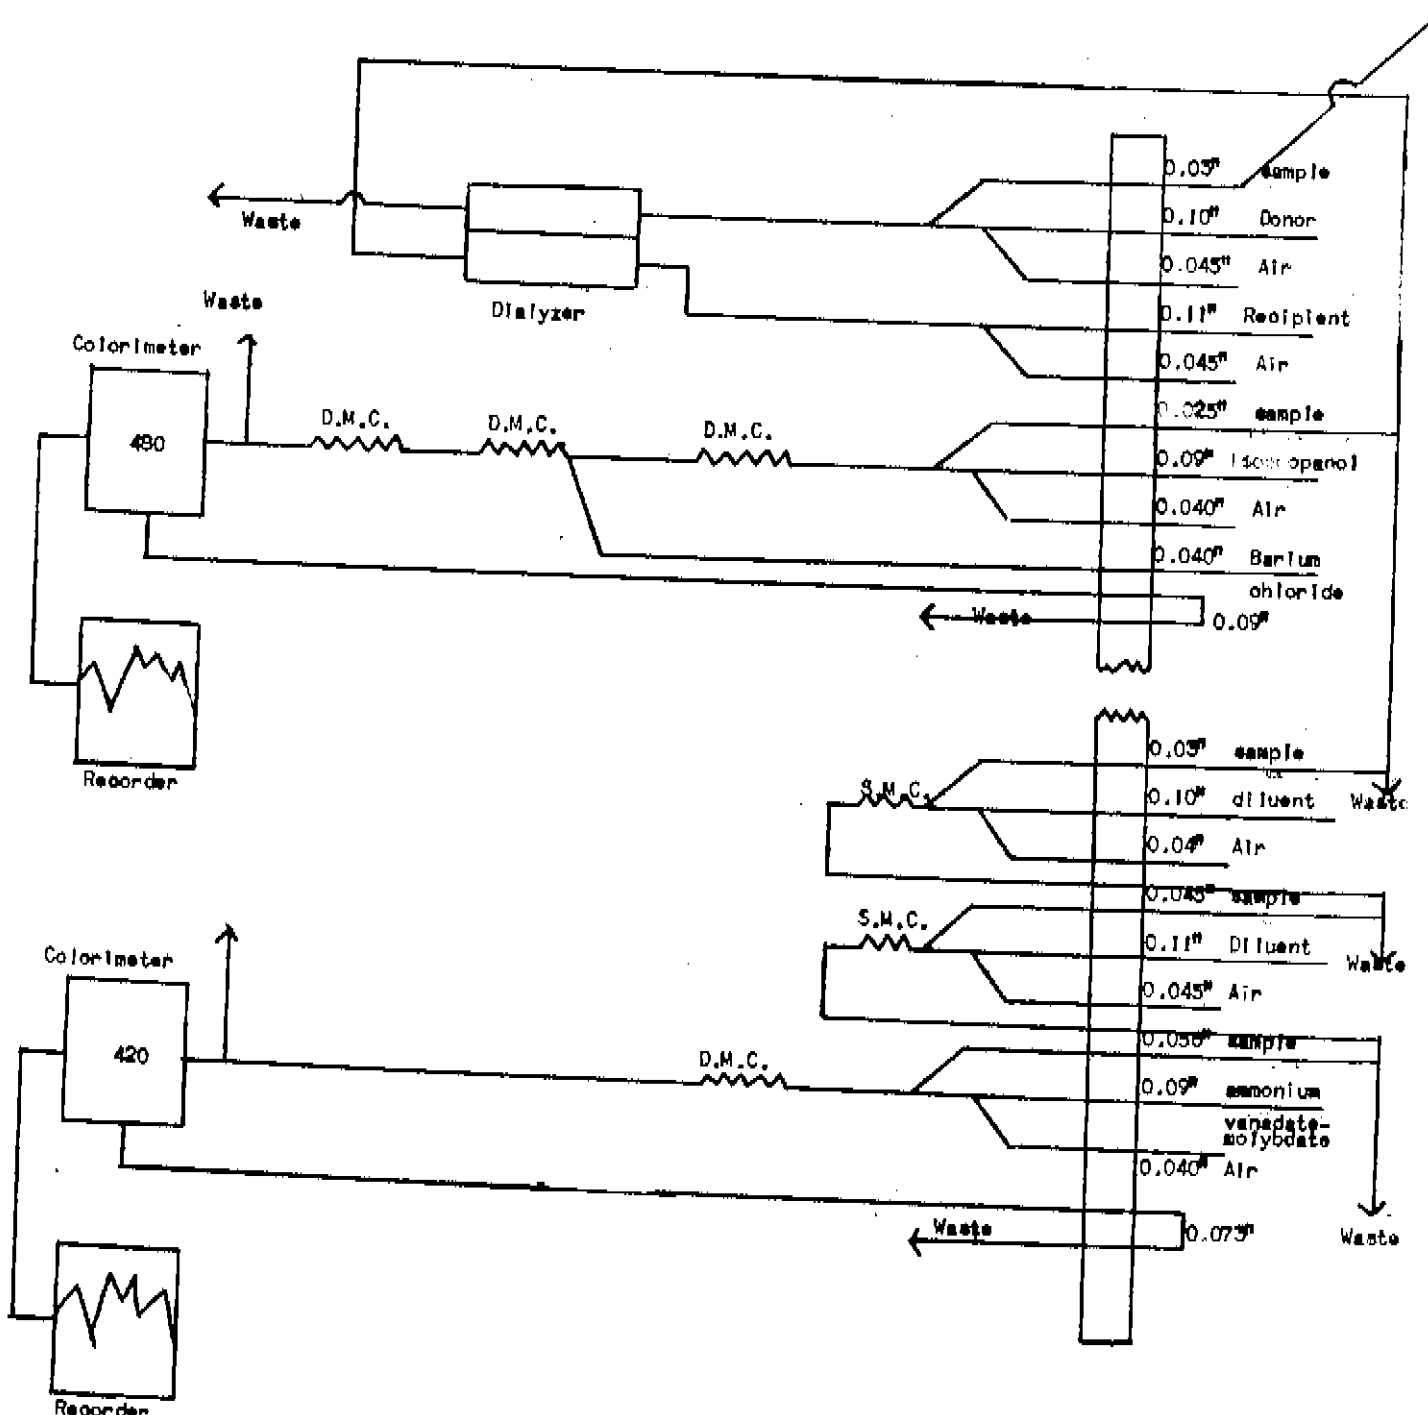 0.03" sample
0.10" Donor
Waste
0.045" Air
Dialyzer
0.11" Recipient
Waste
Colorimeter
0.045" Air
0.025" sample
D.M.C.
D.M.C.
D.M.C.
480
0.09" Isopropanol
0.040" Air
0.040" Barium
chloride
Waste
0.09"
Recorder
0.03" sample
S.M.C.
0.10" diluent
Waste
0.04" Air
0.045" sample
S.M.C.
0.11" Diluent
Waste
Colorimeter
0.045" Air
sample
420
D.M.C.
0.09" ammonium
vanadate-
molybdate
0.040" Air
Waste
0.073"
Waste
Recorder